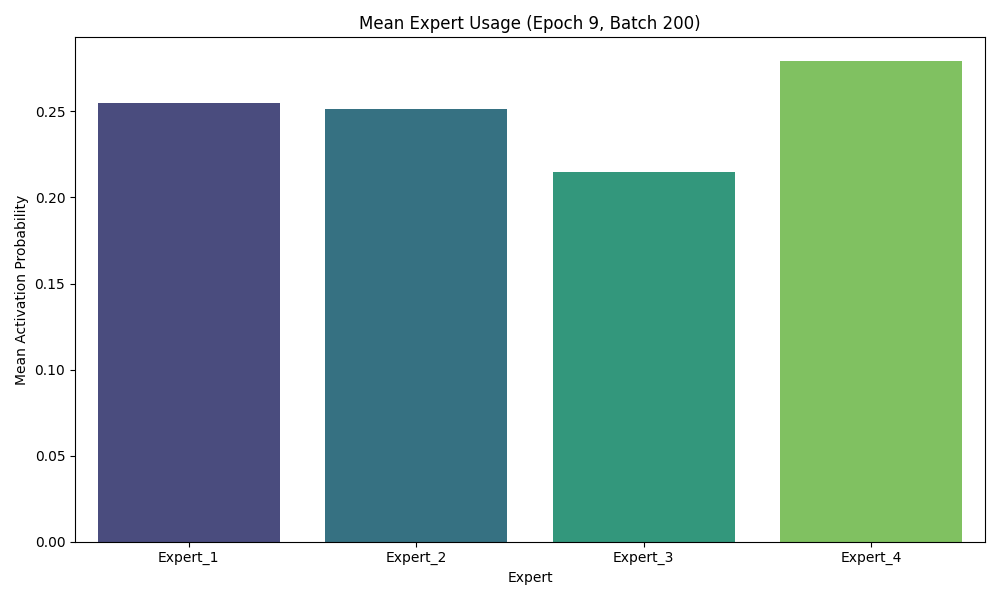 Mean Expert Usage (Epoch 9, Batch 200)
Mean Activation Probability
0.25
0.20
0.15
0.10
0.05
0.00
Expert_1 Expert_2 Expert_3 Expert_4
Expert